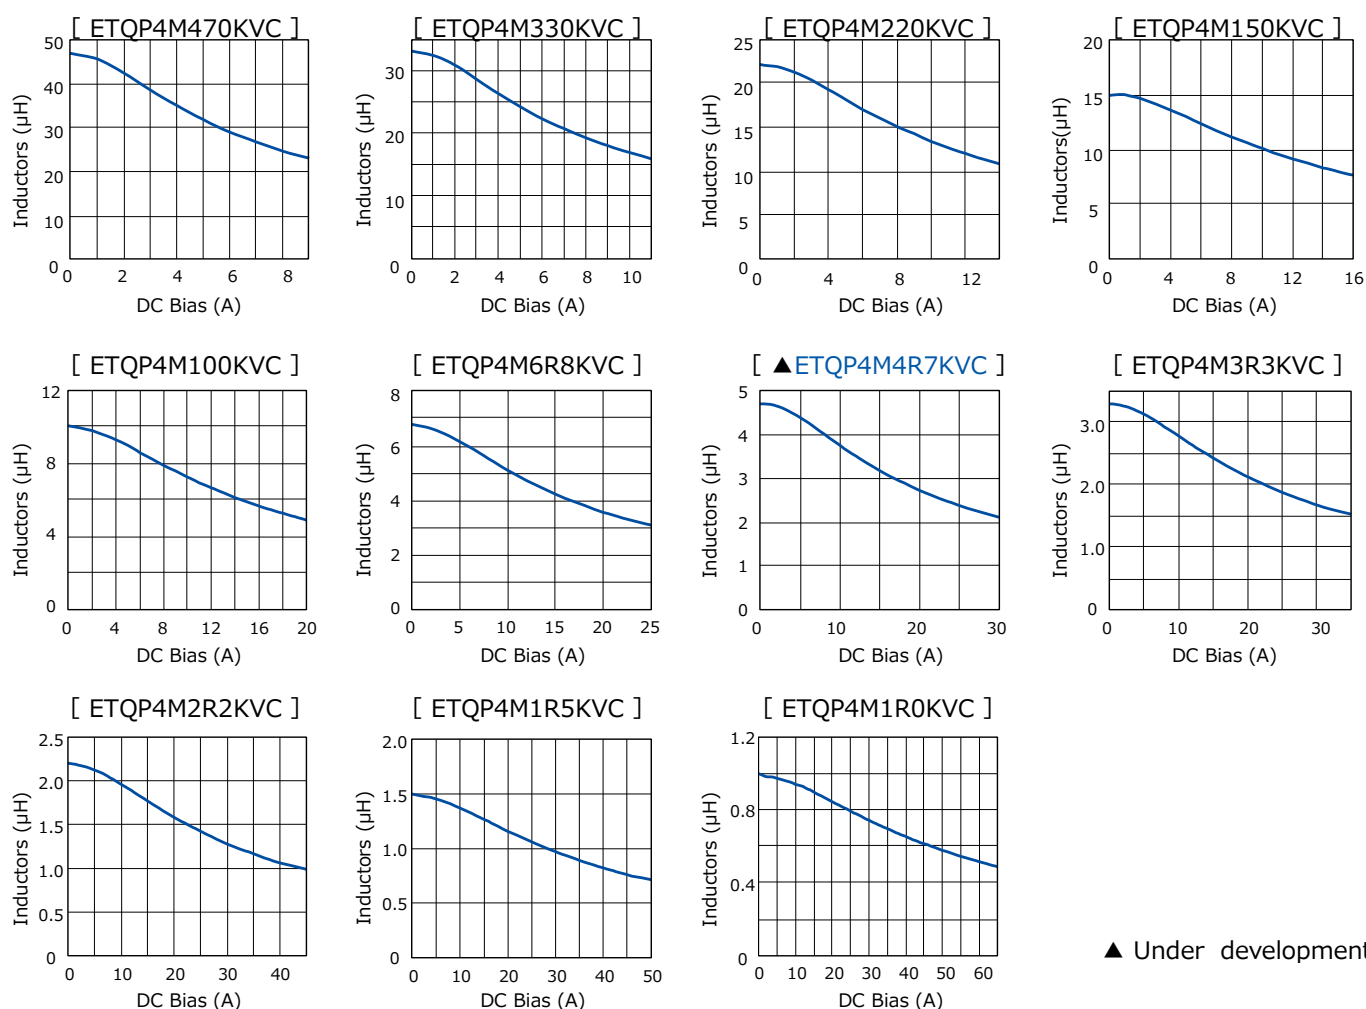 [ ETQP4M470KVC ]
50
40
30
20
10
0
Inductors (μH)
0 2 4 6 8
DC Bias (A)
[ ETQP4M330KVC ]
30
20
10
0
Inductors (μH)
0 2 4 6 8 10
DC Bias (A)
[ ETQP4M220KVC ]
25
20
15
10
5
0
Inductors (μH)
0 4 8 12
DC Bias (A)
[ ETQP4M150KVC ]
20
15
10
5
0
Inductors(μH)
4 8 12 16
DC Bias (A)
[ ETQP4M100KVC ]
12
8
4
0
Inductors (μH)
0 4 8 12 16 20
DC Bias (A)
[ ETQP4M6R8KVC ]
8
6
4
2
0
Inductors (μH)
0 5 10 15 20 25
DC Bias (A)
[ ▲ETQP4M4R7KVC ]
5
4
3
2
1
0
Inductors (μH)
0 10 20 30
DC Bias (A)
[ ETQP4M3R3KVC ]
3.0
2.0
1.0
0
Inductors (μH)
0 10 20 30
DC Bias (A)
[ ETQP4M2R2KVC ]
2.5
2.0
1.5
1.0
0.5
0
Inductors (μH)
0 10 20 30 40
DC Bias (A)
[ ETQP4M1R5KVC ]
2.0
1.5
1.0
0.5
0
Inductors (μH)
0 10 20 30 40 50
DC Bias (A)
[ ETQP4M1R0KVC ]
1.2
0.8
0.4
0
Inductors (μH)
0 10 20 30 40 50 60
DC Bias (A)
▲ Under development